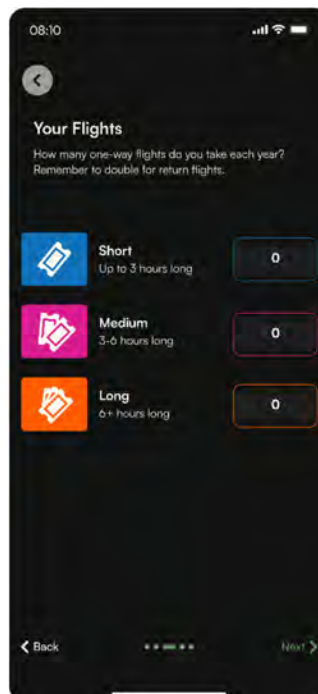 08:10
Your Flights
How many one-way flights do you take each year?
Remember to double for return flights.
Short
Up to 3 hours long
0
Medium
3-6 hours long
0
Long
6+ hours long
0
Back
Next